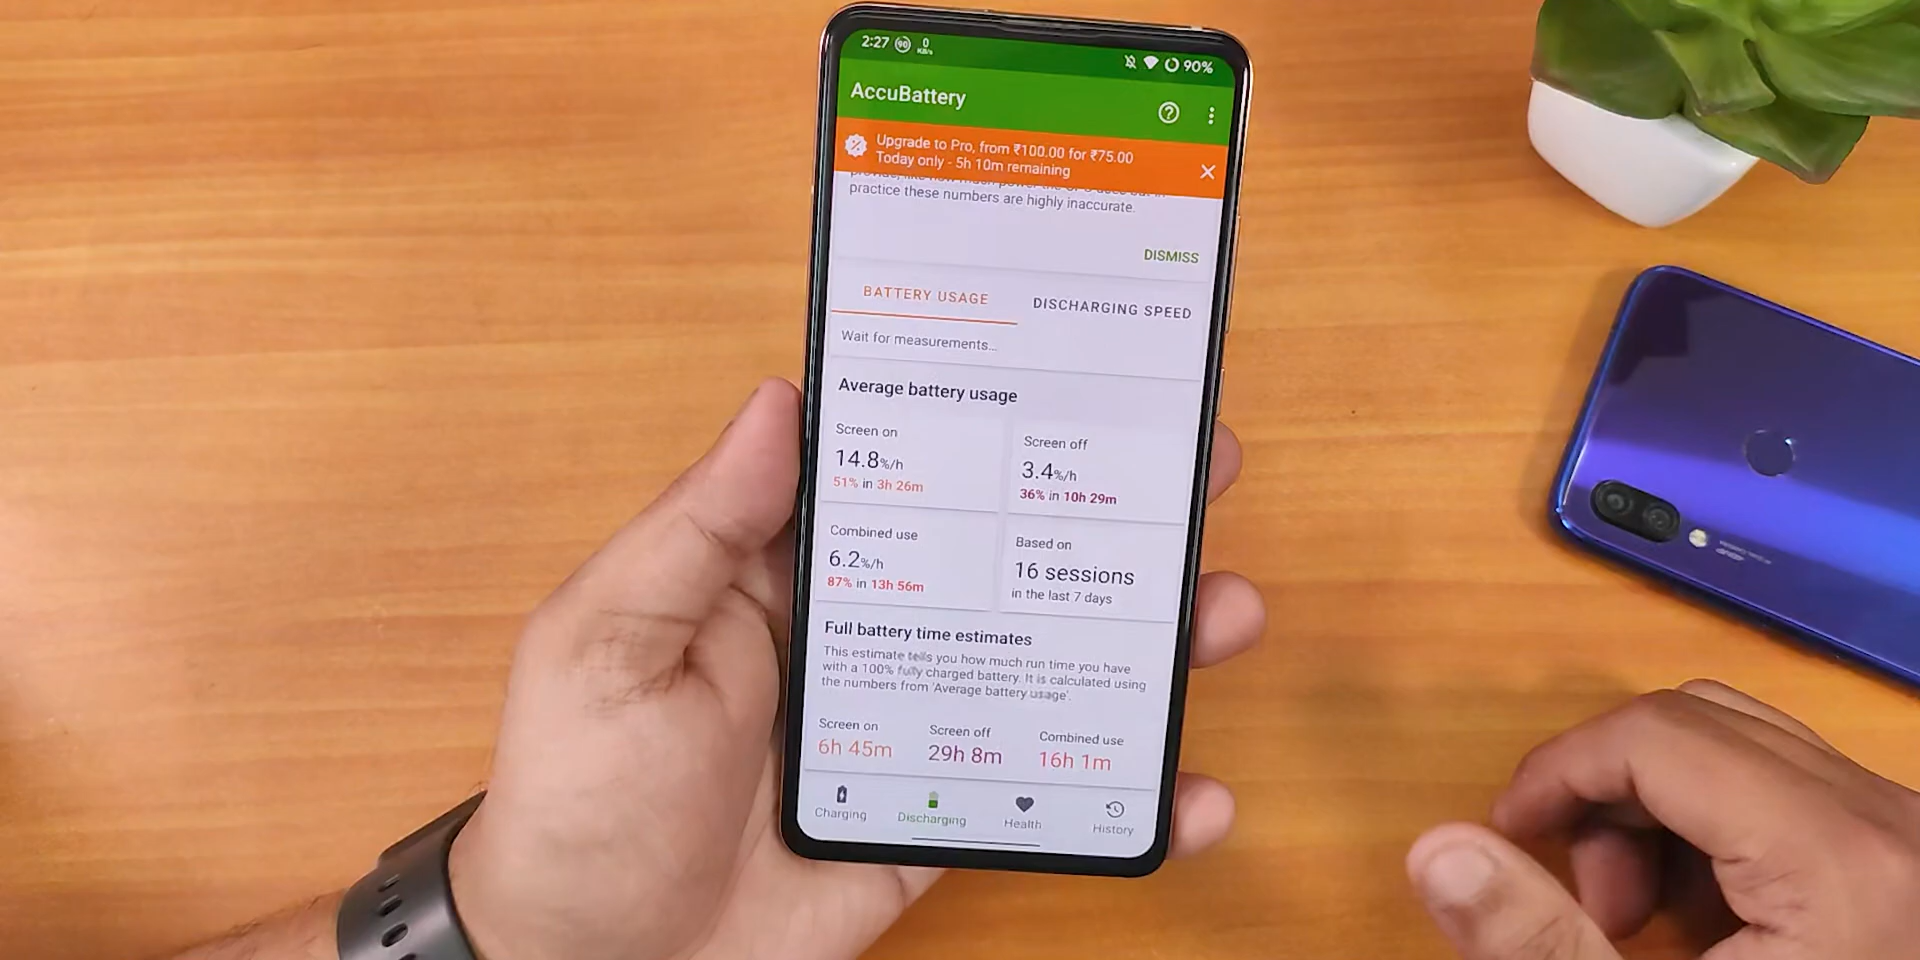 2:27 90 0 KB/s 90%
AccuBattery
Upgrade to Pro, from ₹100.00 for ₹75.00
Today only - 5h 10m remaining
practice these numbers are highly inaccurate.
DISMISS
BATTERY USAGE DISCHARGING SPEED
Wait for measurements...
Average battery usage
Screen on
14.8%/h
51% in 3h 26m
Screen off
3.4%/h
36% in 10h 29m
Combined use
6.2%/h
87% in 13h 56m
Based on
16 sessions
in the last 7 days
Full battery time estimates
This estimate tells you how much run time you have
with a 100% fully charged battery. It is calculated using
the numbers from 'Average battery usage'.
Screen on
6h 45m
Screen off
29h 8m
Combined use
16h 1m
Charging Discharging Health History